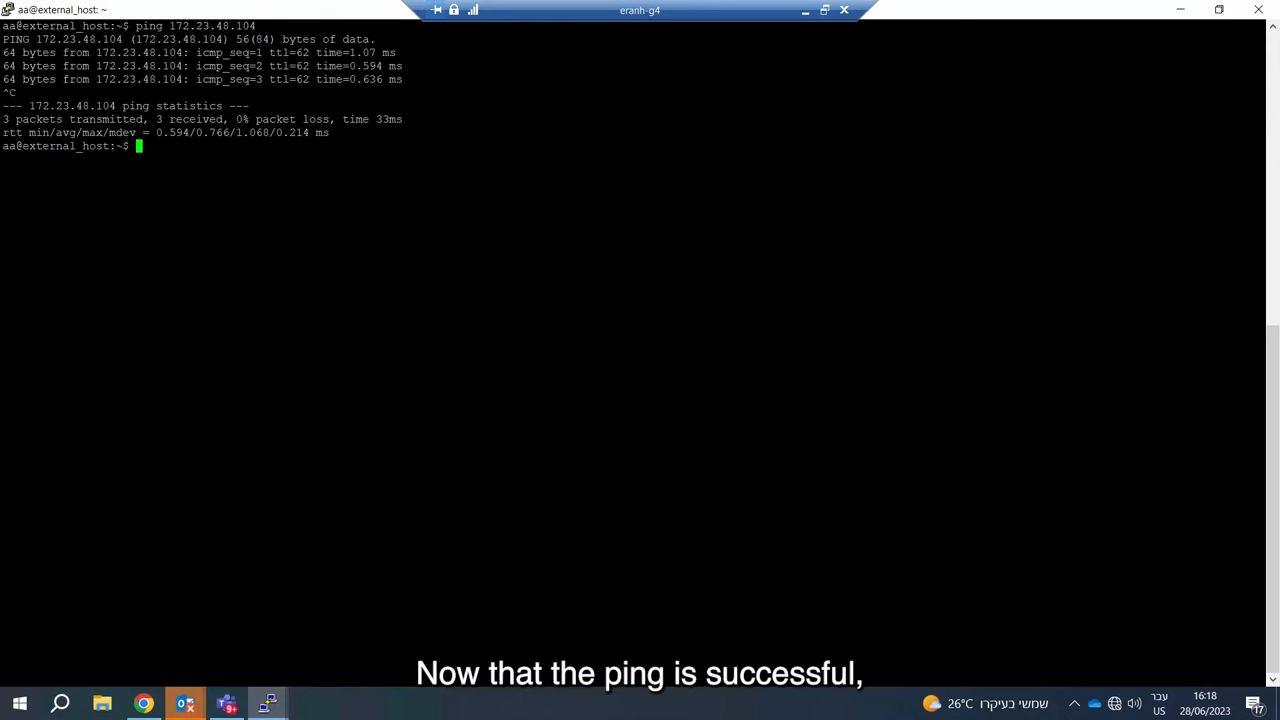 aa@external_host: ~
eranh-g4
aa@external_host:~$ ping 172.23.48.104
PING 172.23.48.104 (172.23.48.104) 56(84) bytes of data.
64 bytes from 172.23.48.104: icmp_seq=1 ttl=62 time=1.07 ms
64 bytes from 172.23.48.104: icmp_seq=2 ttl=62 time=0.594 ms
64 bytes from 172.23.48.104: icmp_seq=3 ttl=62 time=0.636 ms
^C
--- 172.23.48.104 ping statistics ---
3 packets transmitted, 3 received, 0% packet loss, time 33ms
rtt min/avg/max/mdev = 0.594/0.766/1.068/0.214 ms
aa@external_host:~$
Now that the ping is successful,
26°C שמשי בעיקרו
עבר
US
16:18
28/06/2023
17